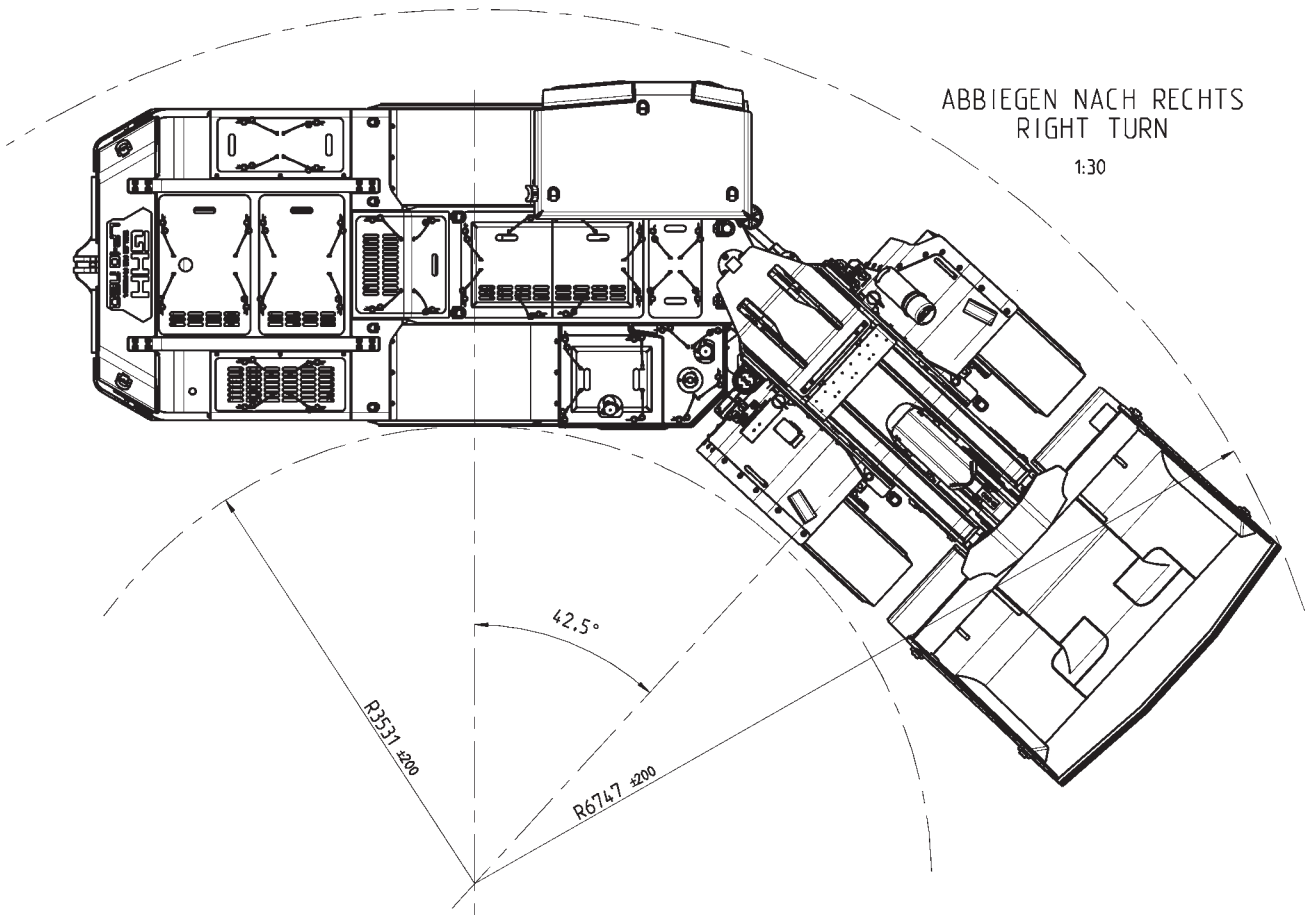 ABBIEGEN NACH RECHTS
RIGHT TURN
1:30
GHH
42.5°
R3531 ±200
R6747 ±200